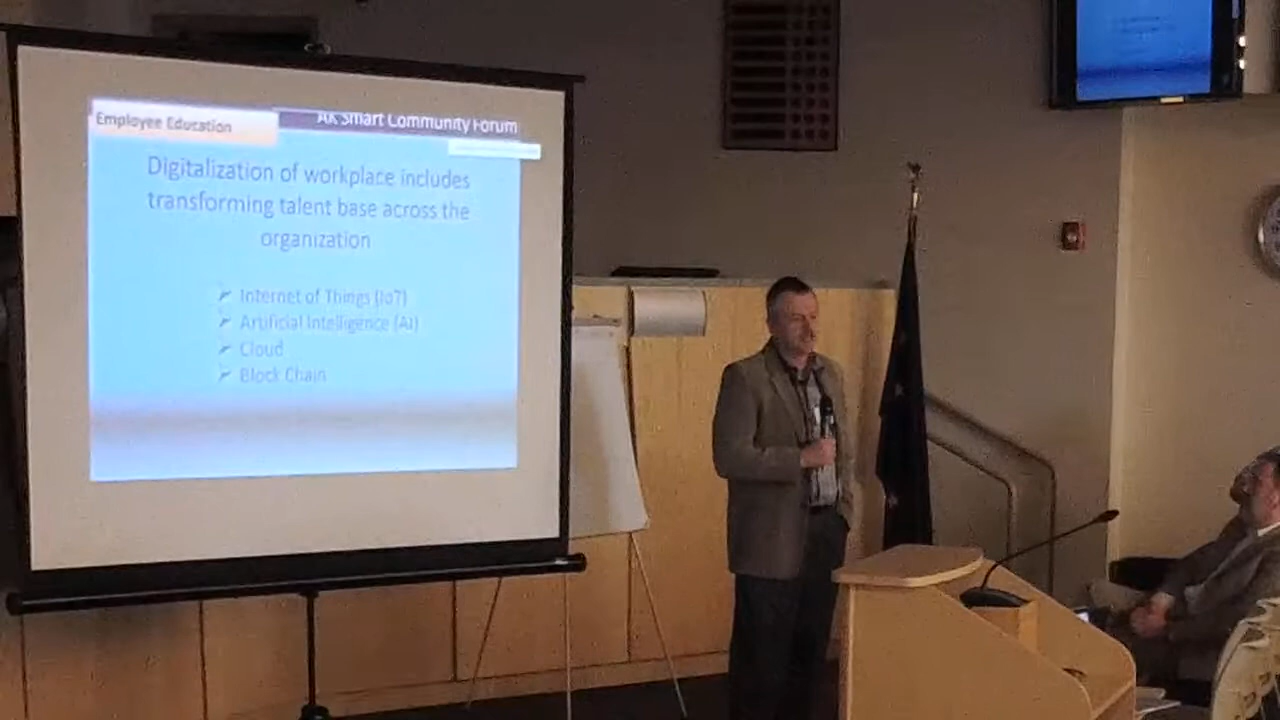 Employee Education
AK Smart Community Forum
Digitalization of workplace includes
transforming talent base across the
organization
Internet of Things (IoT)
Artificial Intelligence (AI)
Cloud
Block Chain